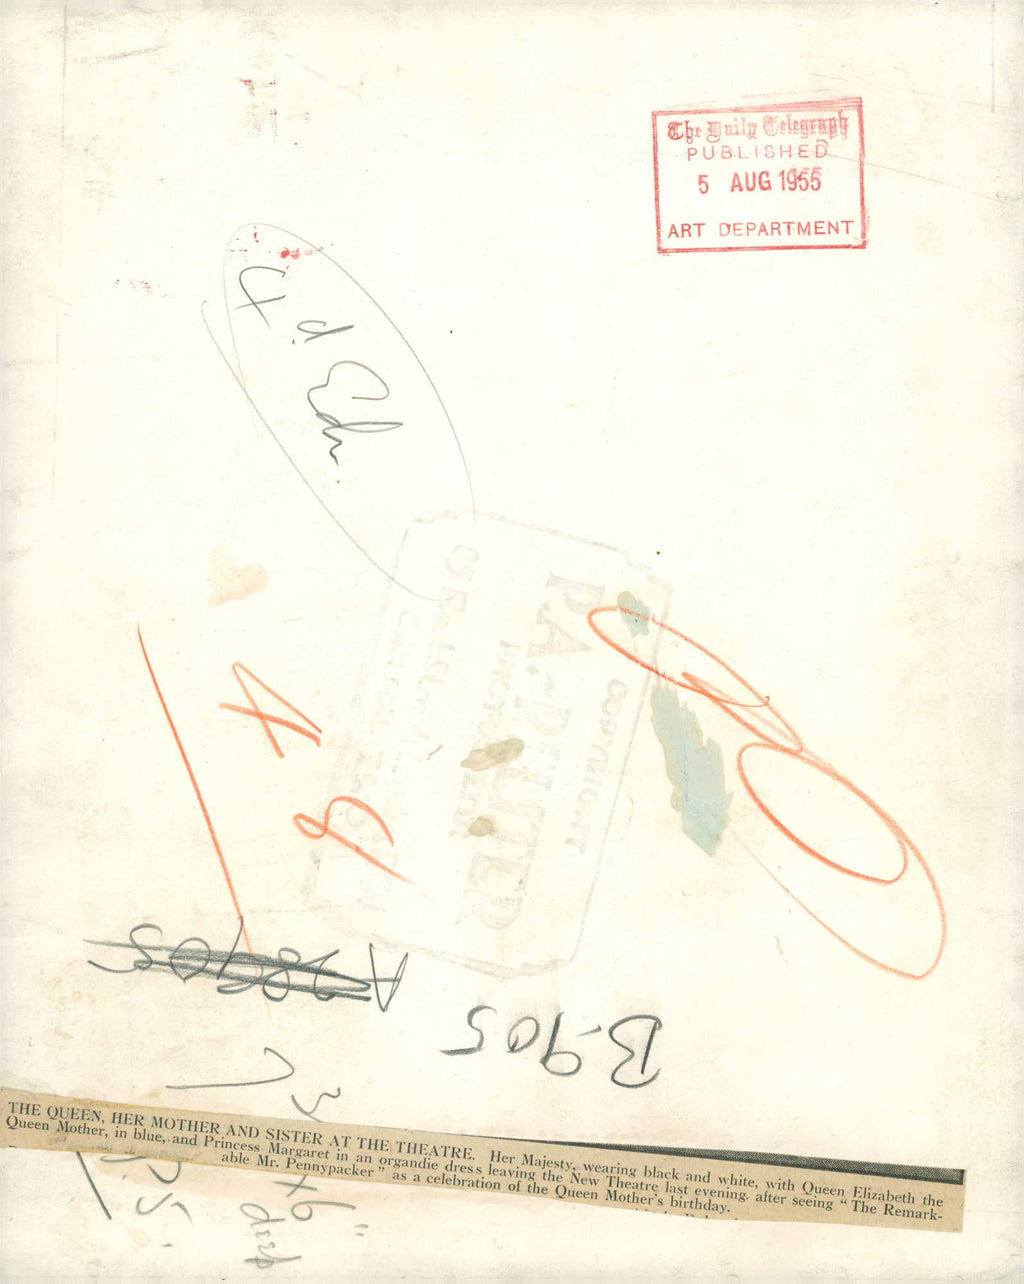 The Daily Telegraph
PUBLISHED
5 AUG 1955
ART DEPARTMENT
4 d. Edn.
COPYRIGHT
P.A.-REUTER
B-905
THE QUEEN, HER MOTHER AND SISTER AT THE THEATRE. Her Majesty, wearing black and white, with Queen Elizabeth the
Queen Mother, in blue, and Princess Margaret in an organdie dress leaving the New Theatre last evening. after seeing "The Remark-
able Mr. Pennypacker" as a celebration of the Queen Mother's birthday.